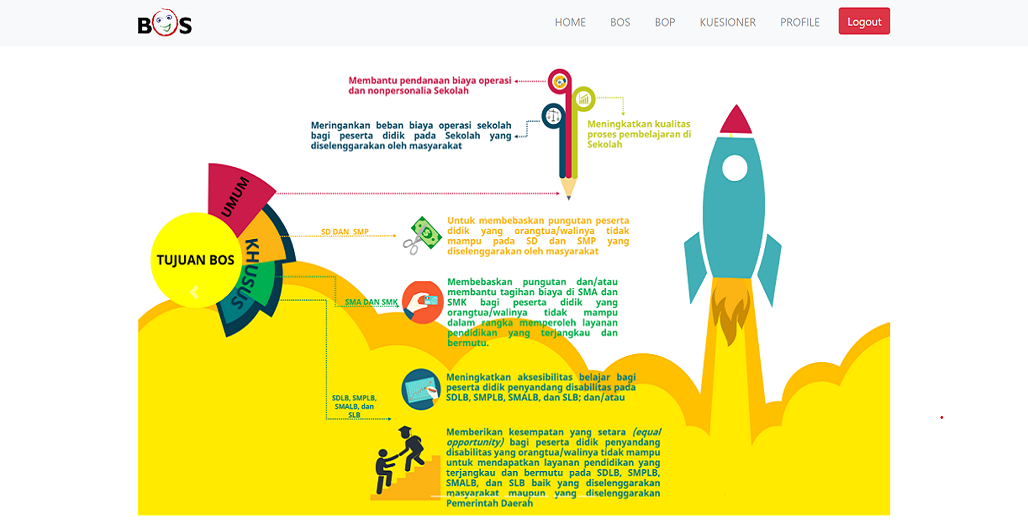 BOS
HOME BOP BOS KUESIONER PROFILE Logout
Membantu pendanaan biaya operasi
dan nonpersonalia Sekolah
Meringankan beban biaya operasi sekolah
bagi peserta didik pada Sekolah yang
diselenggarakan oleh masyarakat
Meningkatkan kualitas
proses pembelajaran di
Sekolah
UMUM
KHUSUS
TUJUAN BOS
SD DAN SMP
Untuk membebaskan pungutan peserta
didik yang orangtua/walinya tidak
mampu pada SD dan SMP yang
diselenggarakan oleh masyarakat
SMA DAN SMK
Membebaskan pungutan dan/atau
membantu tagihan biaya di SMA dan
SMK bagi peserta didik yang
orangtua/walinya tidak mampu
dalam rangka memperoleh layanan
pendidikan yang terjangkau dan
bermutu.
Meningkatkan aksesibilitas belajar bagi
peserta didik penyandang disabilitas pada
SDLB, SMPLB, SMALB, dan SLB; dan/atau
SDLB, SMPLB,
SMALB, dan
SLB
Memberikan kesempatan yang setara (equal
opportunity) bagi peserta didik penyandang
disabilitas yang orangtua/walinya tidak mampu
untuk mendapatkan layanan pendidikan yang
terjangkau dan bermutu pada SDLB, SMPLB,
SMALB, dan SLB baik yang diselenggarakan
masyarakat maupun yang diselenggarakan
Pemerintah Daerah